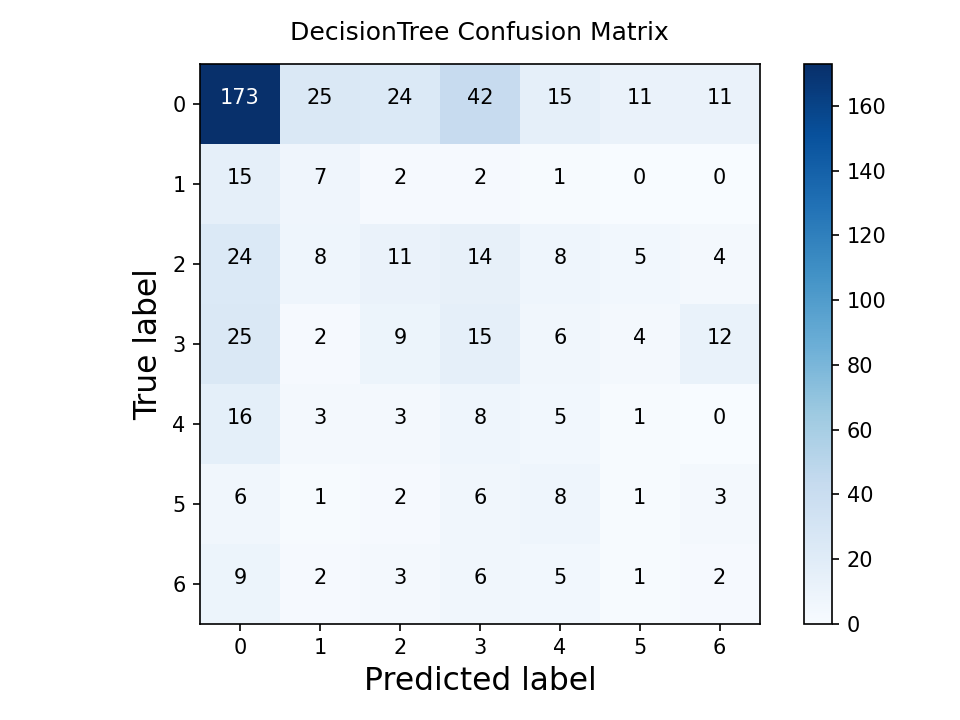 DecisionTree Confusion Matrix
True label
0 173 25 24 42 15 11 11
1 15 7 2 2 1 0 0
2 24 8 11 14 8 5 4
3 25 2 9 15 6 4 12
4 16 3 3 8 5 1 0
5 6 1 2 6 8 1 3
6 9 2 3 6 5 1 2
0 1 2 3 4 5 6
Predicted label
160
140
120
100
80
60
40
20
0